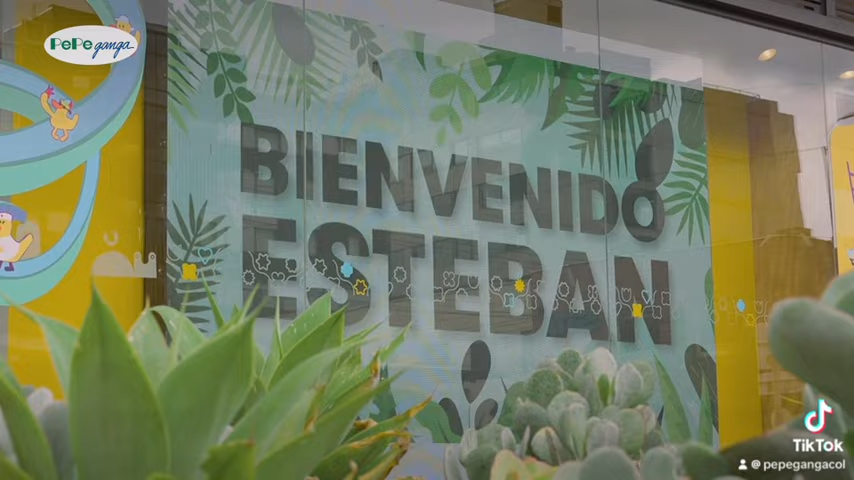 PePe ganga
BIENVENIDO
ESTEBAN
TikTok
@ pepegangacol